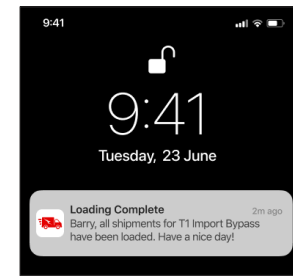 9:41
9:41
Tuesday, 23 June
Loading Complete 2m ago
Barry, all shipments for T1 Import Bypass
have been loaded. Have a nice day!